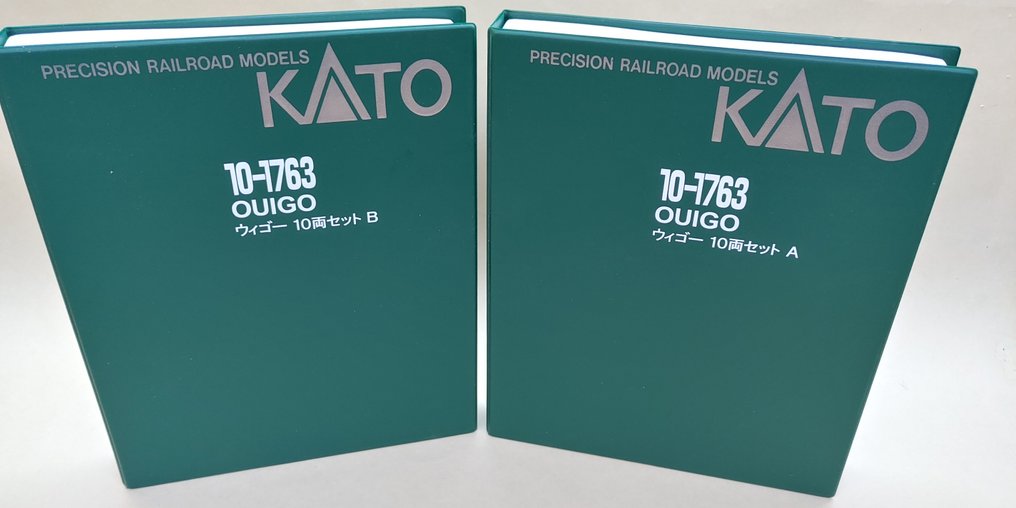 PRECISION RAILROAD MODELS
KATO
10-1763
OUIGO
ウィゴー 10両セット B
PRECISION RAILROAD MODELS
KATO
10-1763
OUIGO
ウィゴー 10両セット A